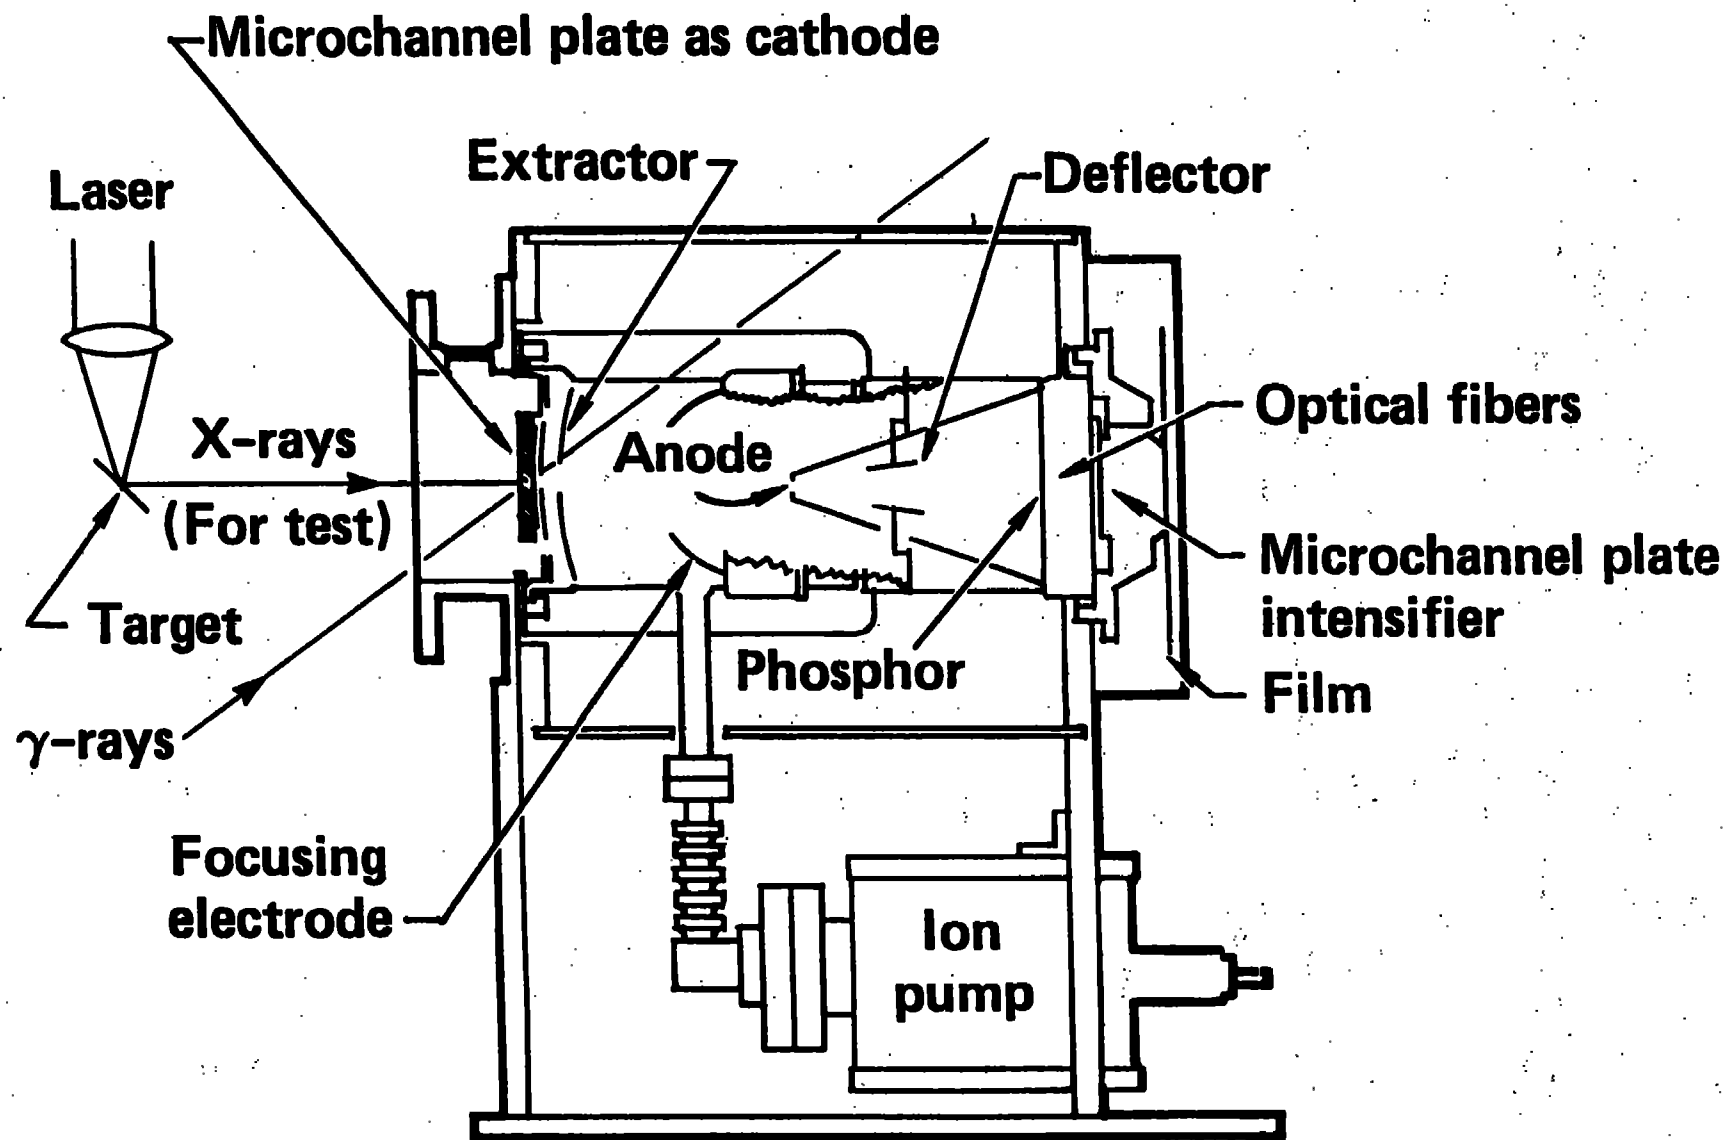 Microchannel plate as cathode
Extractor
Deflector
Laser
Optical fibers
X-rays
Anode
(For test)
Microchannel plate
intensifier
Target
Phosphor
Film
γ-rays
Focusing
electrode
Ion
pump